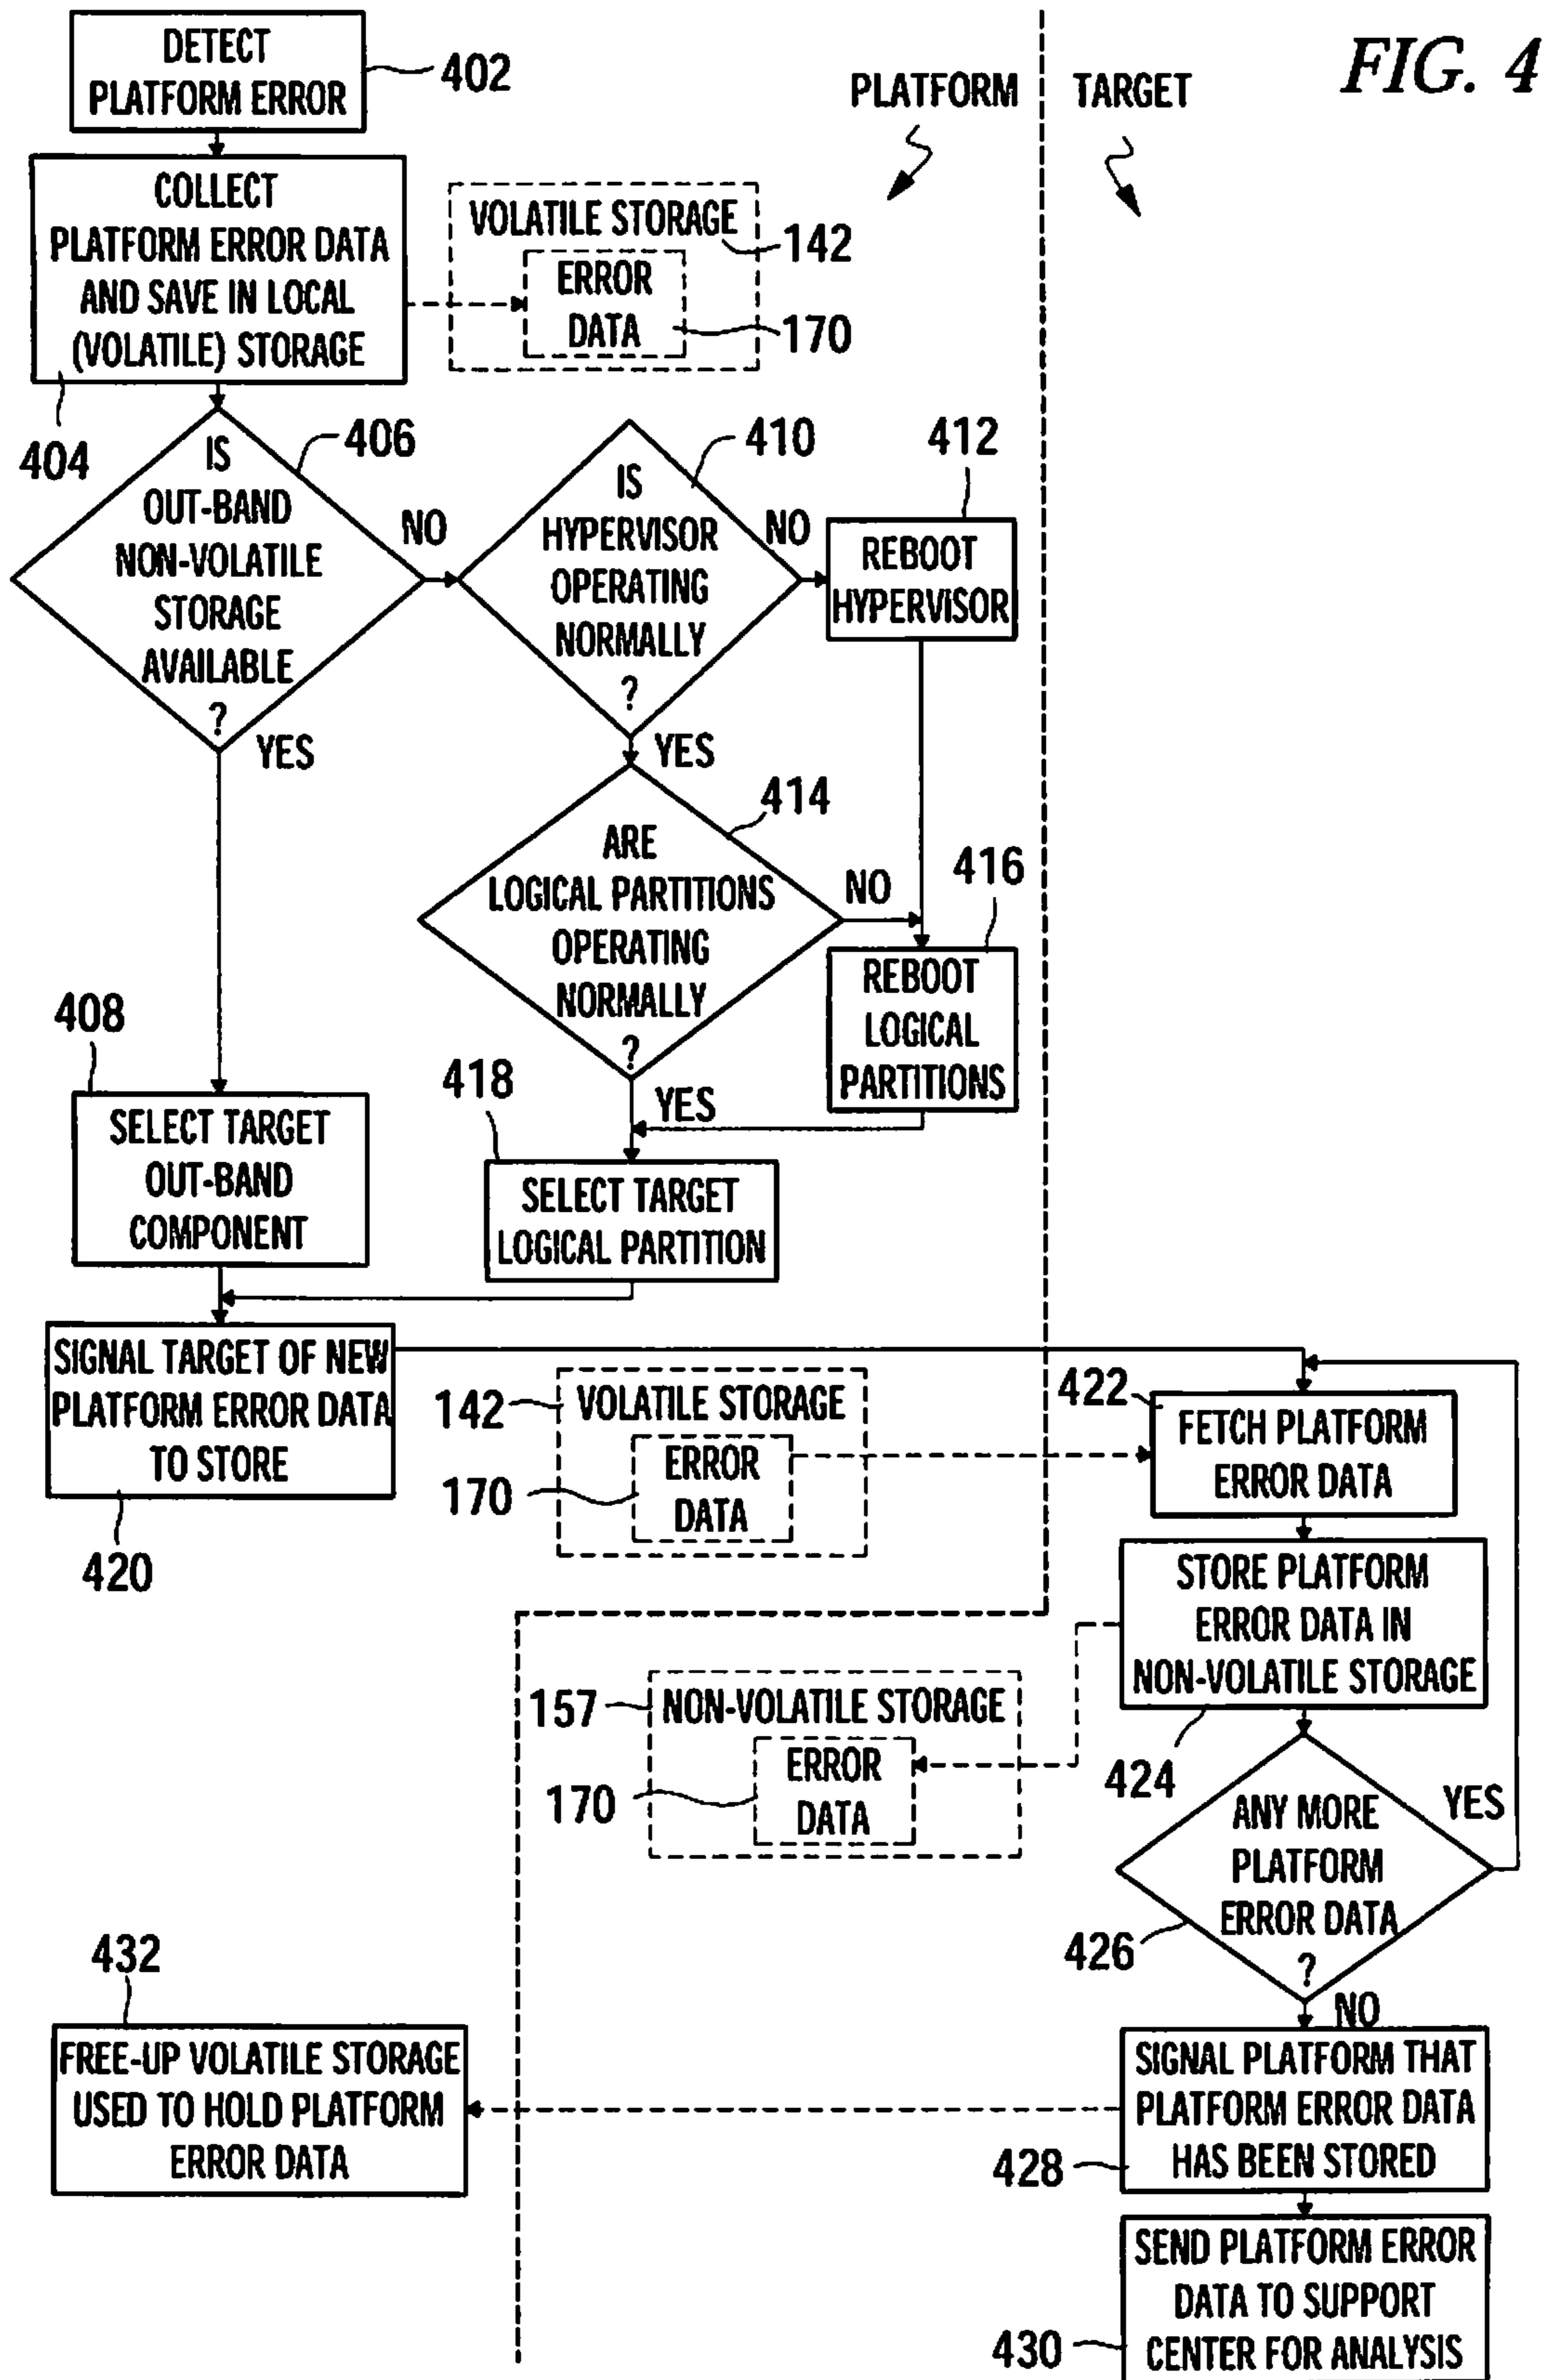 FIG. 4
PLATFORM
TARGET
DETECT
PLATFORM ERROR
402
COLLECT
PLATFORM ERROR DATA
AND SAVE IN LOCAL
(VOLATILE) STORAGE
404
VOLATILE STORAGE
142
ERROR
DATA
170
IS
OUT-BAND
NON-VOLATILE
STORAGE
AVAILABLE
?
406
NO
YES
IS
HYPERVISOR
OPERATING
NORMALLY
?
410
NO
YES
412
REBOOT
HYPERVISOR
ARE
LOGICAL PARTITIONS
OPERATING
NORMALLY
?
414
NO
YES
416
REBOOT
LOGICAL
PARTITIONS
408
SELECT TARGET
OUT-BAND
COMPONENT
418
SELECT TARGET
LOGICAL PARTITION
SIGNAL TARGET OF NEW
PLATFORM ERROR DATA
TO STORE
420
142
VOLATILE STORAGE
ERROR
DATA
170
422
FETCH PLATFORM
ERROR DATA
STORE PLATFORM
ERROR DATA IN
NON-VOLATILE STORAGE
424
157
NON-VOLATILE STORAGE
ERROR
DATA
170
ANY MORE
PLATFORM
ERROR DATA
?
426
YES
NO
432
FREE-UP VOLATILE STORAGE
USED TO HOLD PLATFORM
ERROR DATA
SIGNAL PLATFORM THAT
PLATFORM ERROR DATA
HAS BEEN STORED
428
SEND PLATFORM ERROR
DATA TO SUPPORT
CENTER FOR ANALYSIS
430